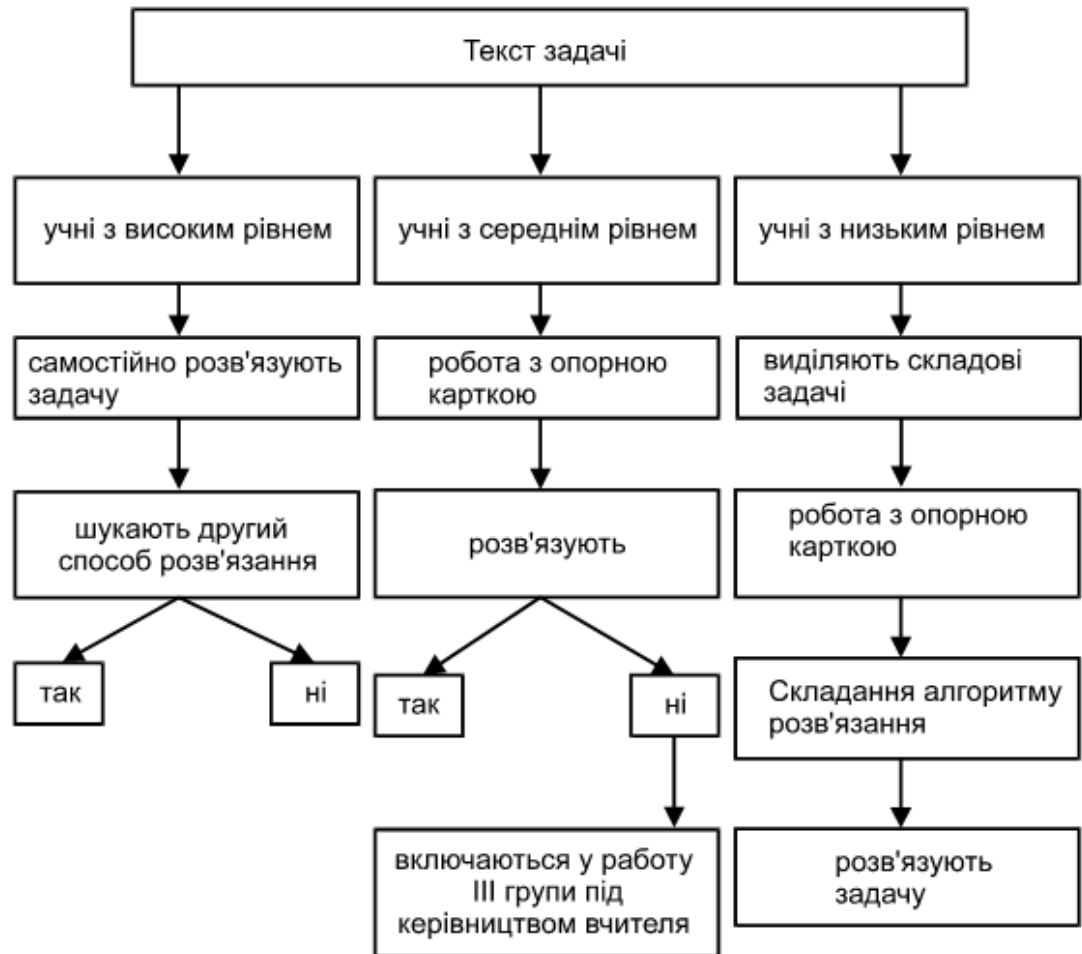 Текст задачі
учні з високим рівнем
учні з середнім рівнем
учні з низьким рівнем
самостійно розв'язують
задачу
робота з опорною
карткою
виділяють складові
задачі
шукають другий
спосіб розв'язання
розв'язують
робота з опорною
карткою
так
ні
так
ні
Складання алгоритму
розв'язання
включаються у работу
III групи під
керівництвом вчителя
розв'язують
задачу